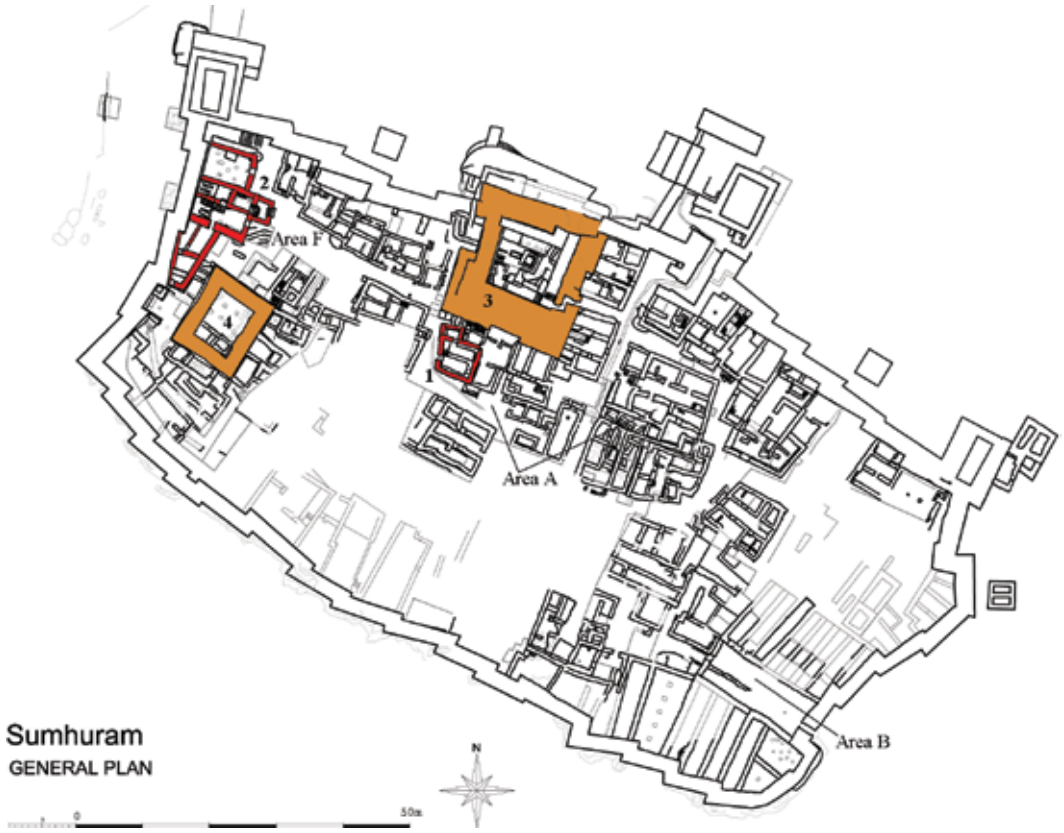 2
Area F
3
4
1
Area A
Area B
Sumhuram
GENERAL PLAN
N
0
50m